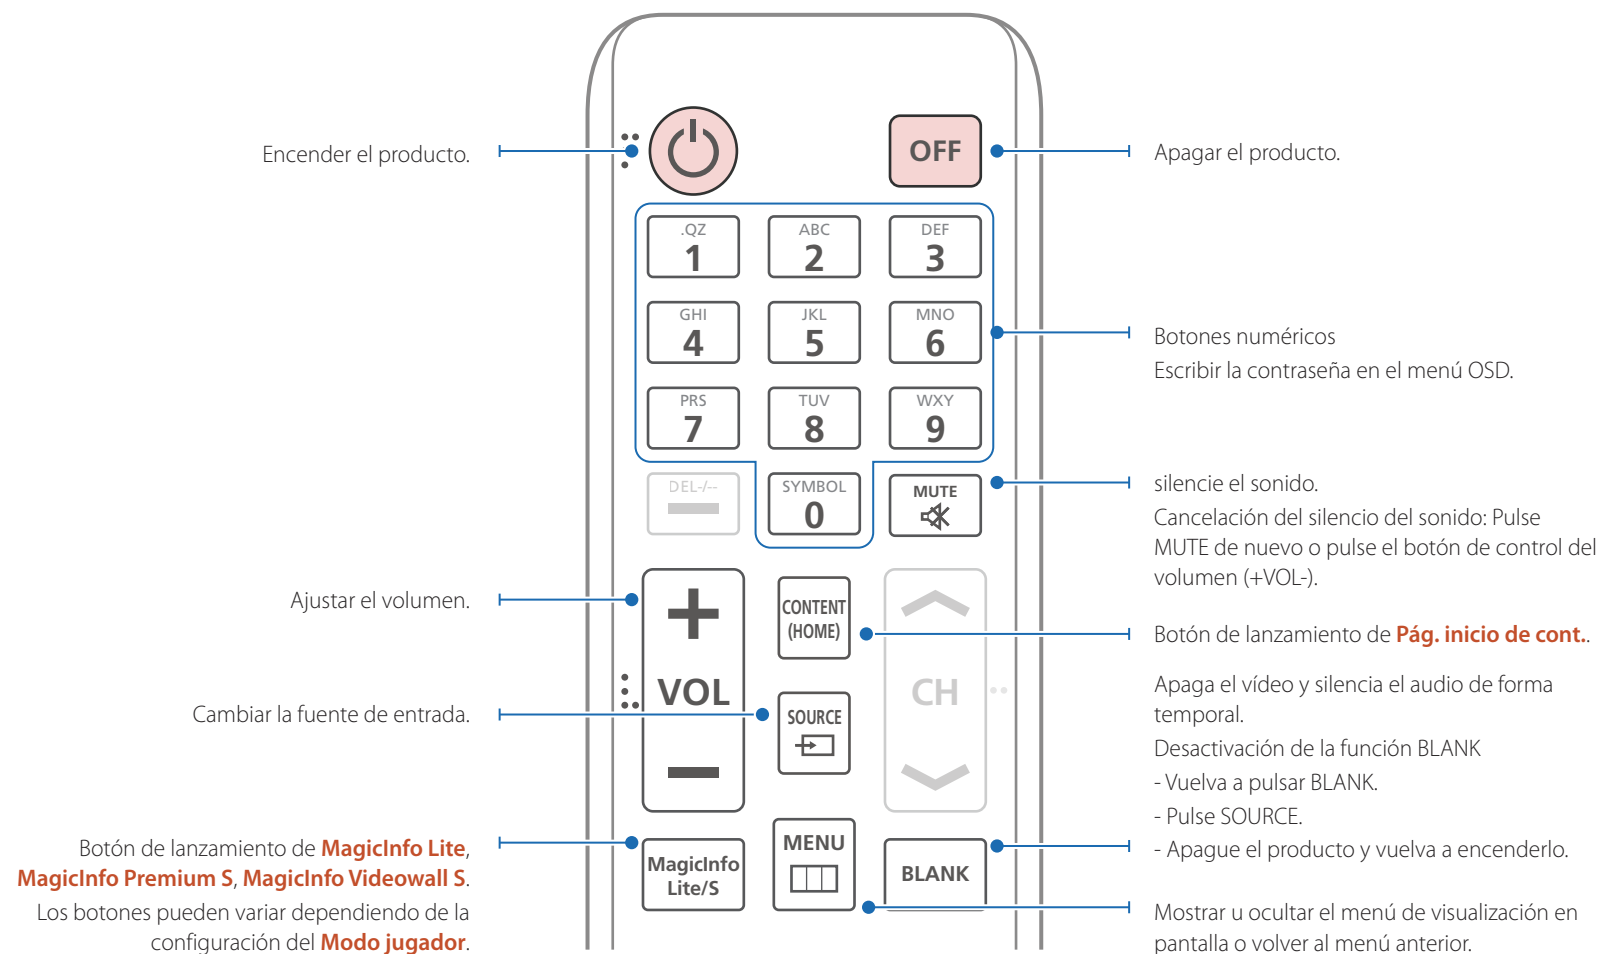 Encender el producto.
OFF
Apagar el producto.
.QZ ABC DEF
1 2 3
GHI JKL MNO
4 5 6
Botones numéricos
Escribir la contraseña en el menú OSD.
PRS TUV WXY
7 8 9
DEL-/-- SYMBOL MUTE
0
silencie el sonido.
Cancelación del silencio del sonido: Pulse
MUTE de nuevo o pulse el botón de control del
volumen (+VOL-).
Ajustar el volumen.
+
VOL
−
CONTENT
(HOME)
CH
Botón de lanzamiento de Pág. inicio de cont..
Cambiar la fuente de entrada.
SOURCE
Apaga el vídeo y silencia el audio de forma
temporal.
Desactivación de la función BLANK
- Vuelva a pulsar BLANK.
- Pulse SOURCE.
- Apague el producto y vuelva a encenderlo.
Botón de lanzamiento de MagicInfo Lite,
MagicInfo Premium S, MagicInfo Videowall S.
Los botones pueden variar dependiendo de la
configuración del Modo jugador.
MagicInfo
Lite/S
MENU
BLANK
Mostrar u ocultar el menú de visualización en
pantalla o volver al menú anterior.